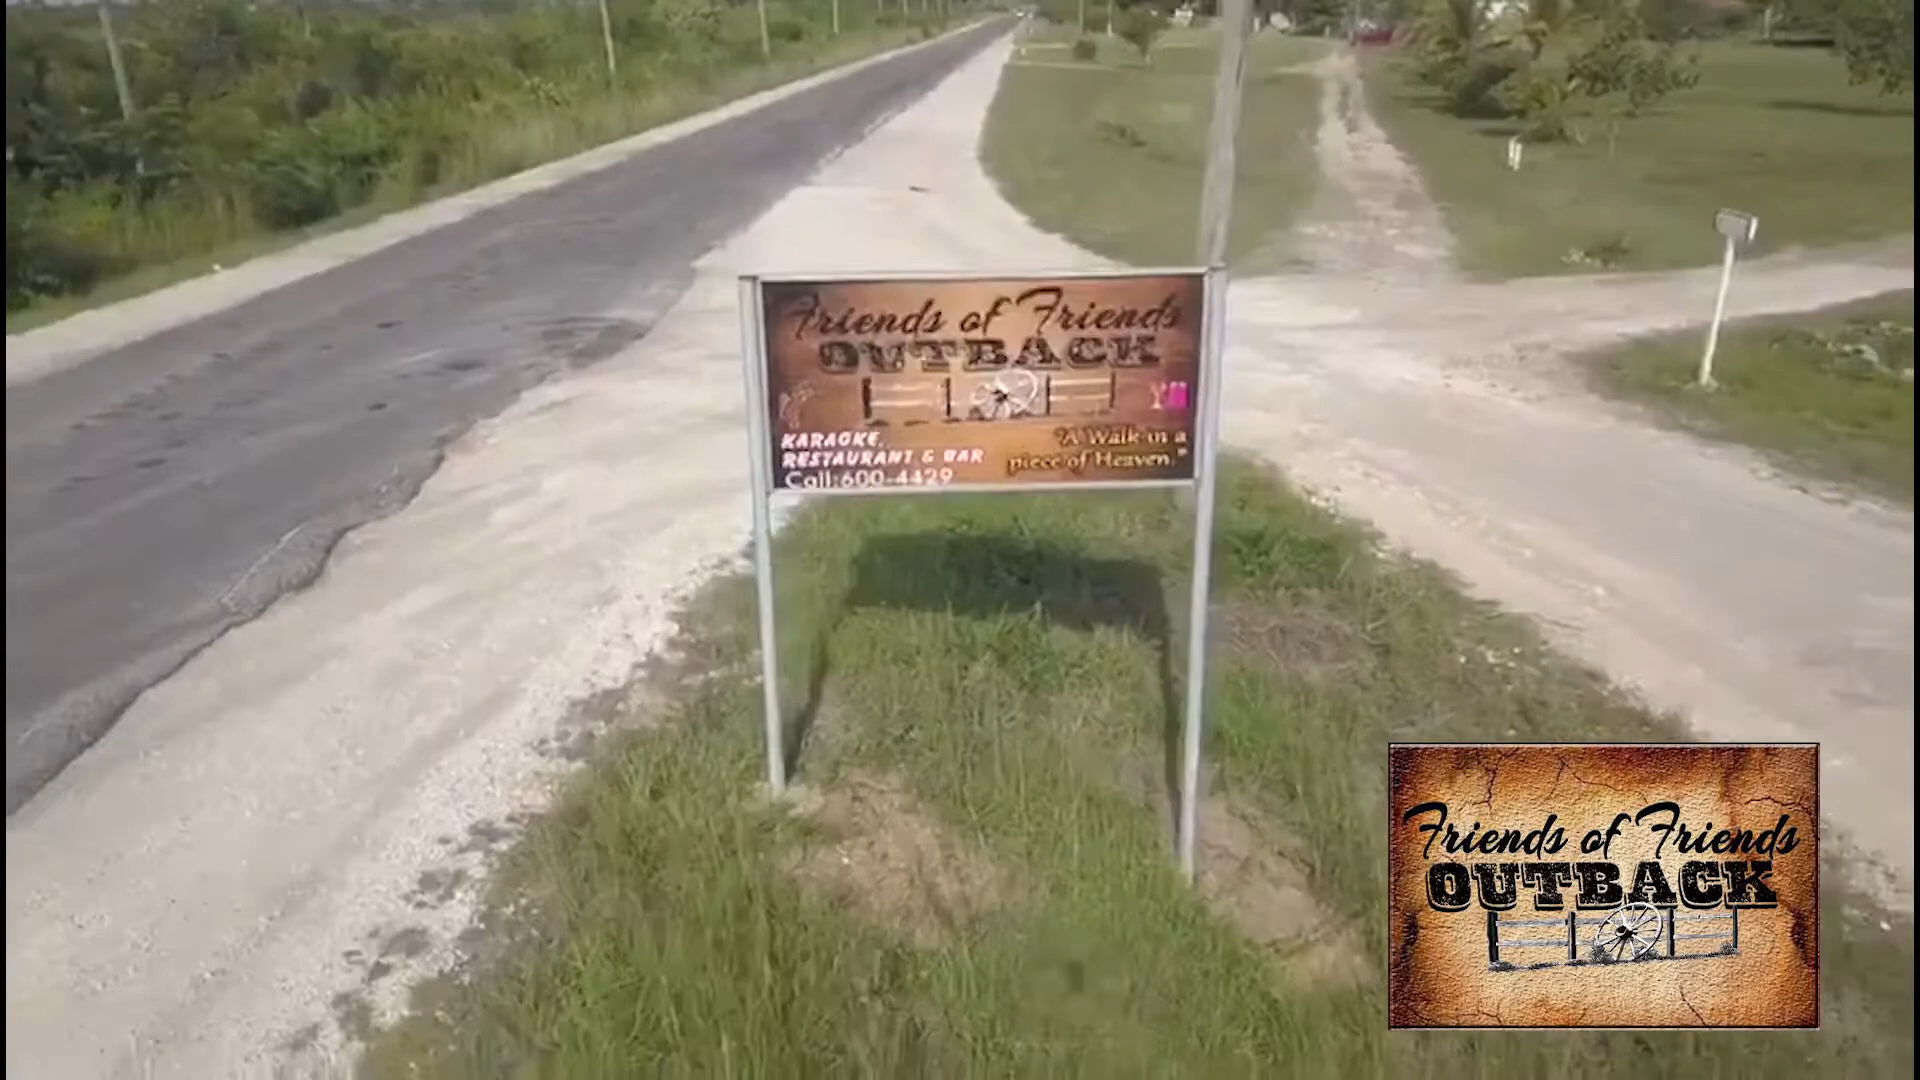 Friends of Friends
OUTBACK
KARAOKE,
RESTAURANT & BAR
Call:600-4429
"A Walk in a
piece of Heaven."
Friends of Friends
OUTBACK